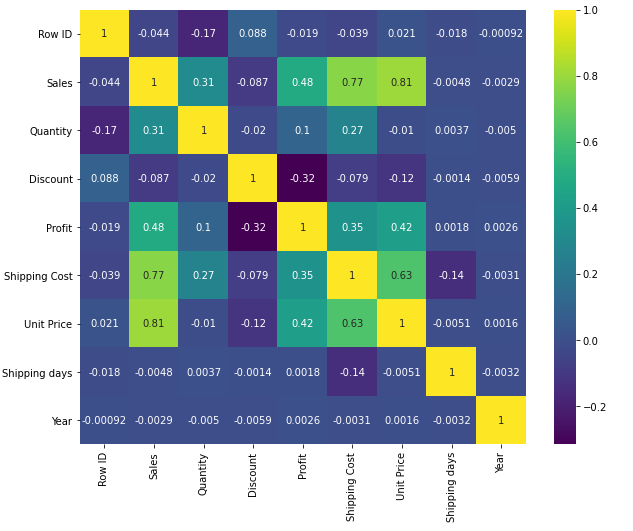 Row ID 1 -0.044 -0.17 0.088 -0.019 -0.039 0.021 -0.018 -0.00092
Sales -0.044 1 0.31 -0.087 0.48 0.77 0.81 -0.0048 -0.0029
Quantity -0.17 0.31 1 -0.02 0.1 0.27 -0.01 0.0037 -0.005
Discount 0.088 -0.087 -0.02 1 -0.32 -0.079 -0.12 -0.0014 -0.0059
Profit -0.019 0.48 0.1 -0.32 1 0.35 0.42 0.0018 0.0026
Shipping Cost -0.039 0.77 0.27 -0.079 0.35 1 0.63 -0.14 -0.0031
Unit Price 0.021 0.81 -0.01 -0.12 0.42 0.63 1 -0.0051 0.0016
Shipping days -0.018 -0.0048 0.0037 -0.0014 0.0018 -0.14 -0.0051 1 -0.0032
Year -0.00092 -0.0029 -0.005 -0.0059 0.0026 -0.0031 0.0016 -0.0032 1
Row ID
Sales
Quantity
Discount
Profit
Shipping Cost
Unit Price
Shipping days
Year
1.0
0.8
0.6
0.4
0.2
0.0
−0.2